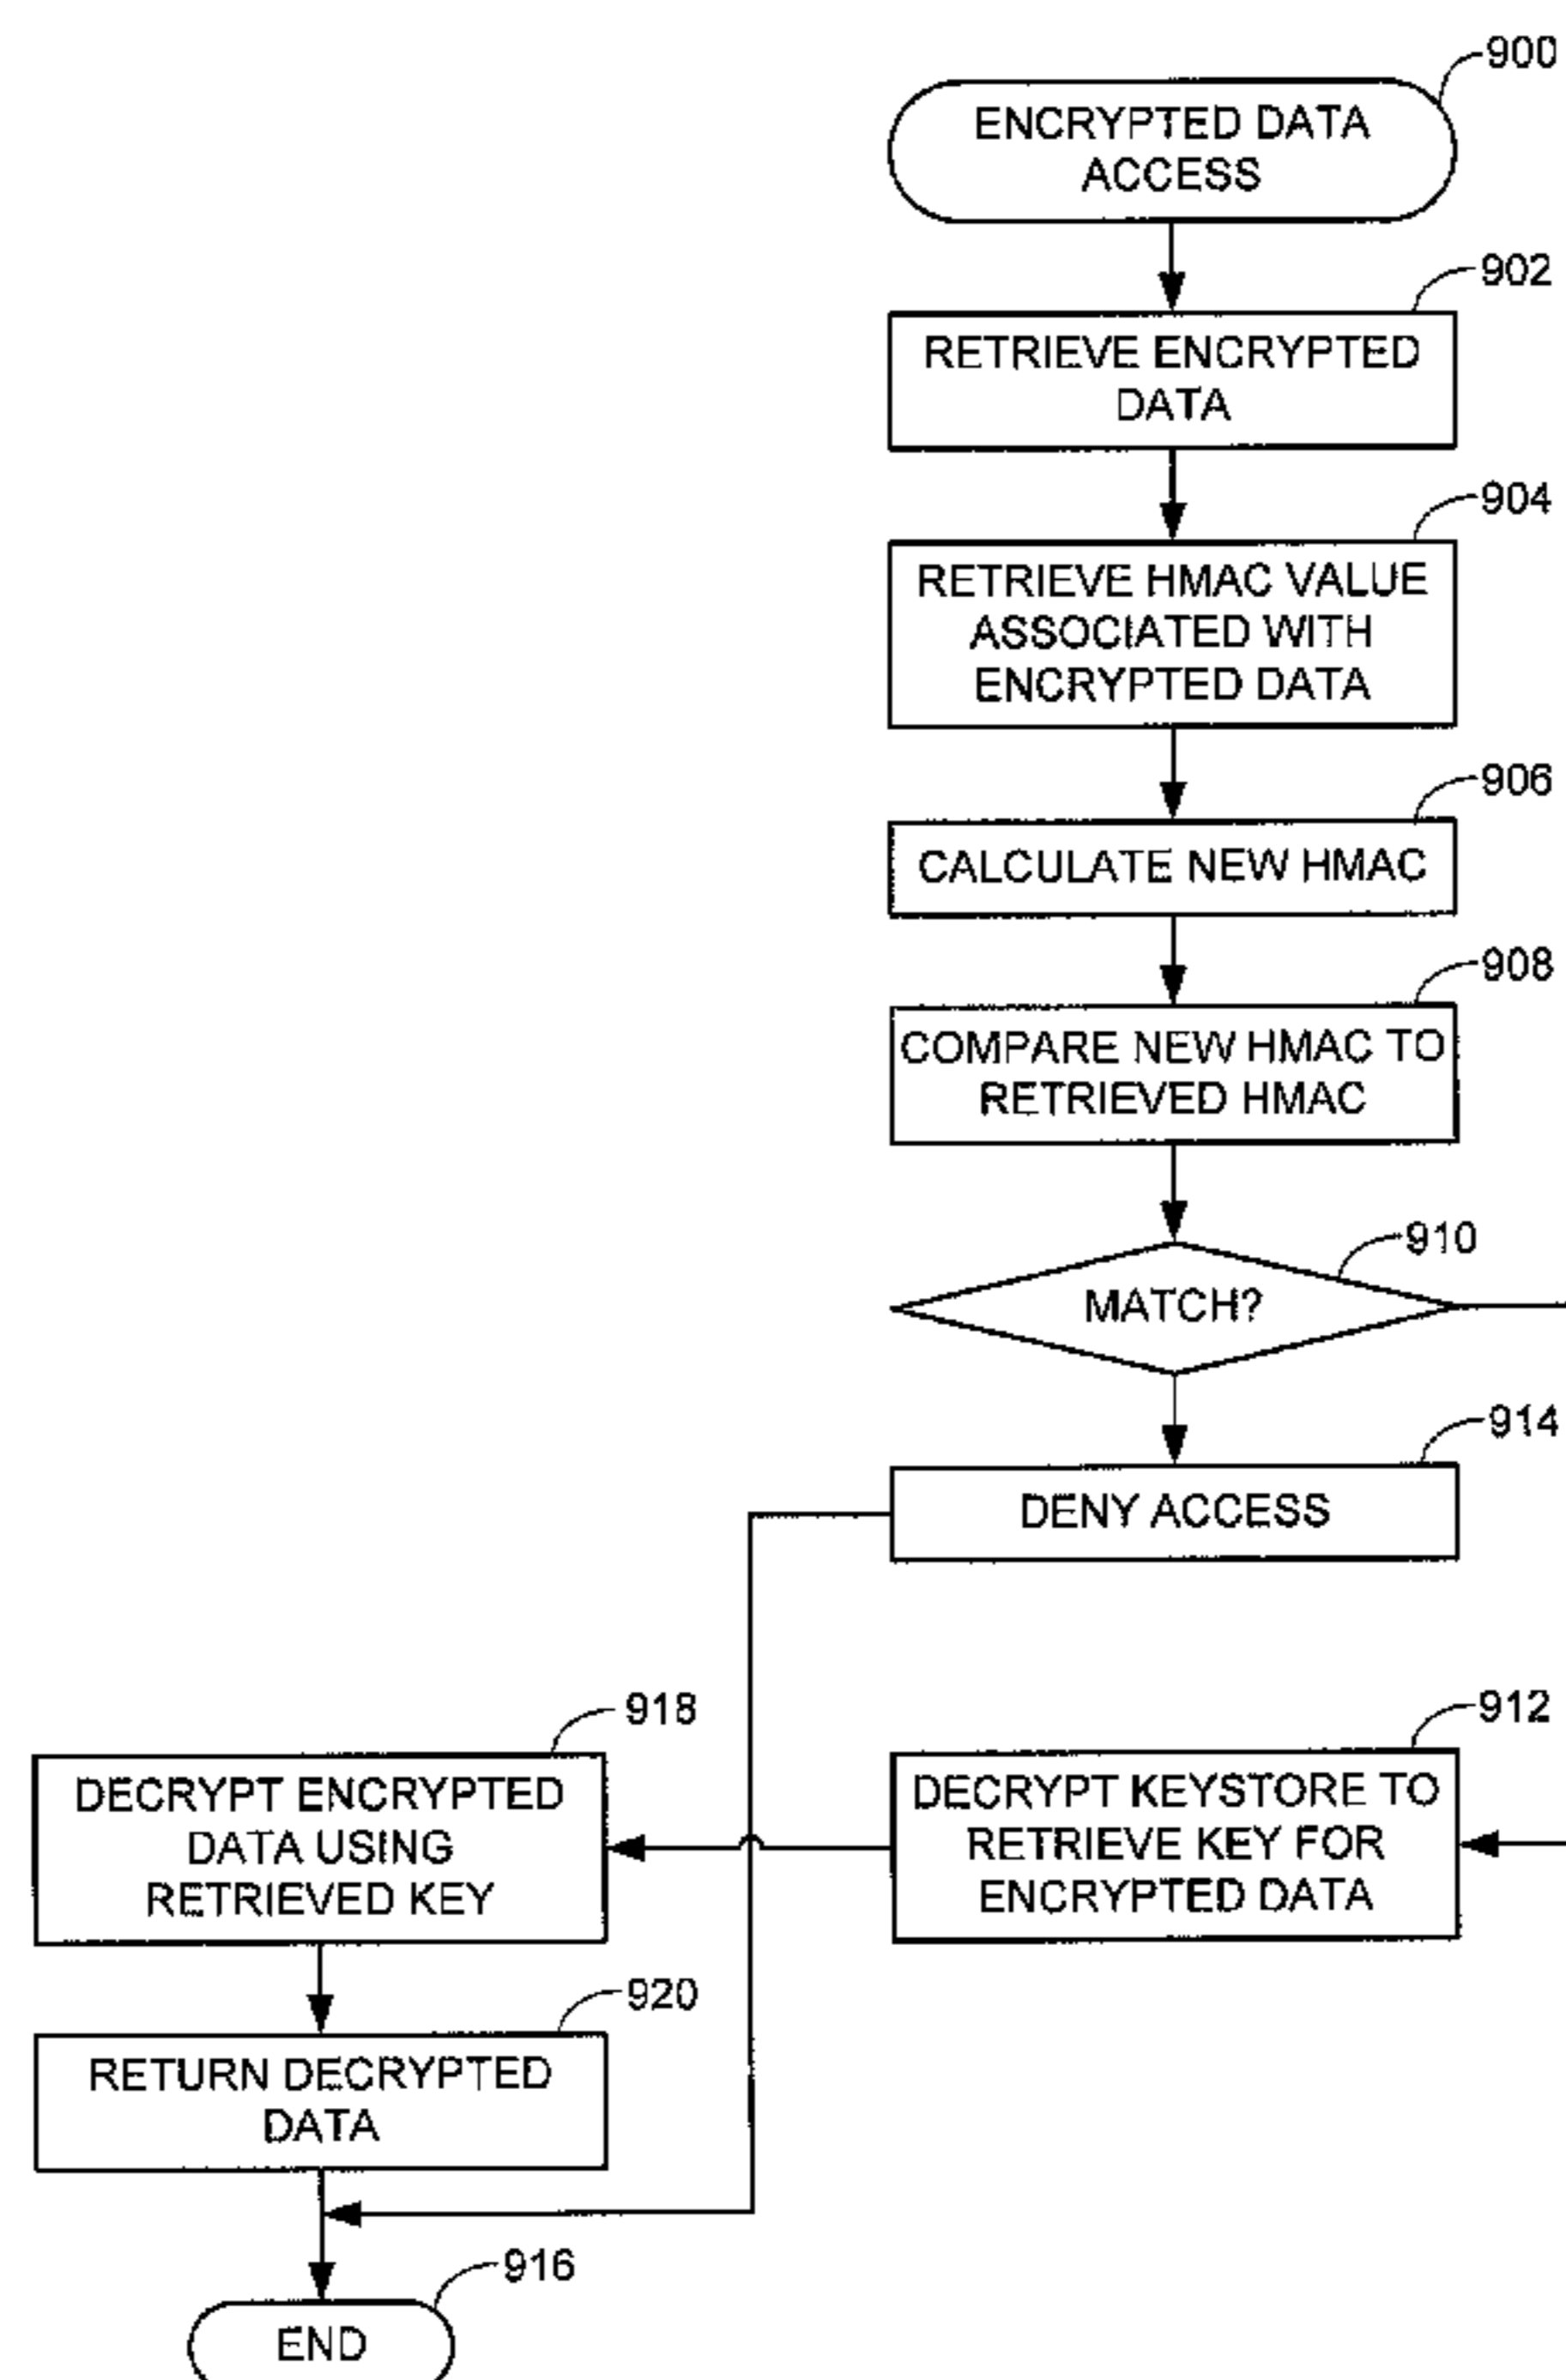 900
ENCRYPTED DATA
ACCESS
902
RETRIEVE ENCRYPTED
DATA
904
RETRIEVE HMAC VALUE
ASSOCIATED WITH
ENCRYPTED DATA
906
CALCULATE NEW HMAC
908
COMPARE NEW HMAC TO
RETRIEVED HMAC
910
MATCH?
914
DENY ACCESS
912
DECRYPT KEYSTORE TO
RETRIEVE KEY FOR
ENCRYPTED DATA
918
DECRYPT ENCRYPTED
DATA USING
RETRIEVED KEY
920
RETURN DECRYPTED
DATA
916
END